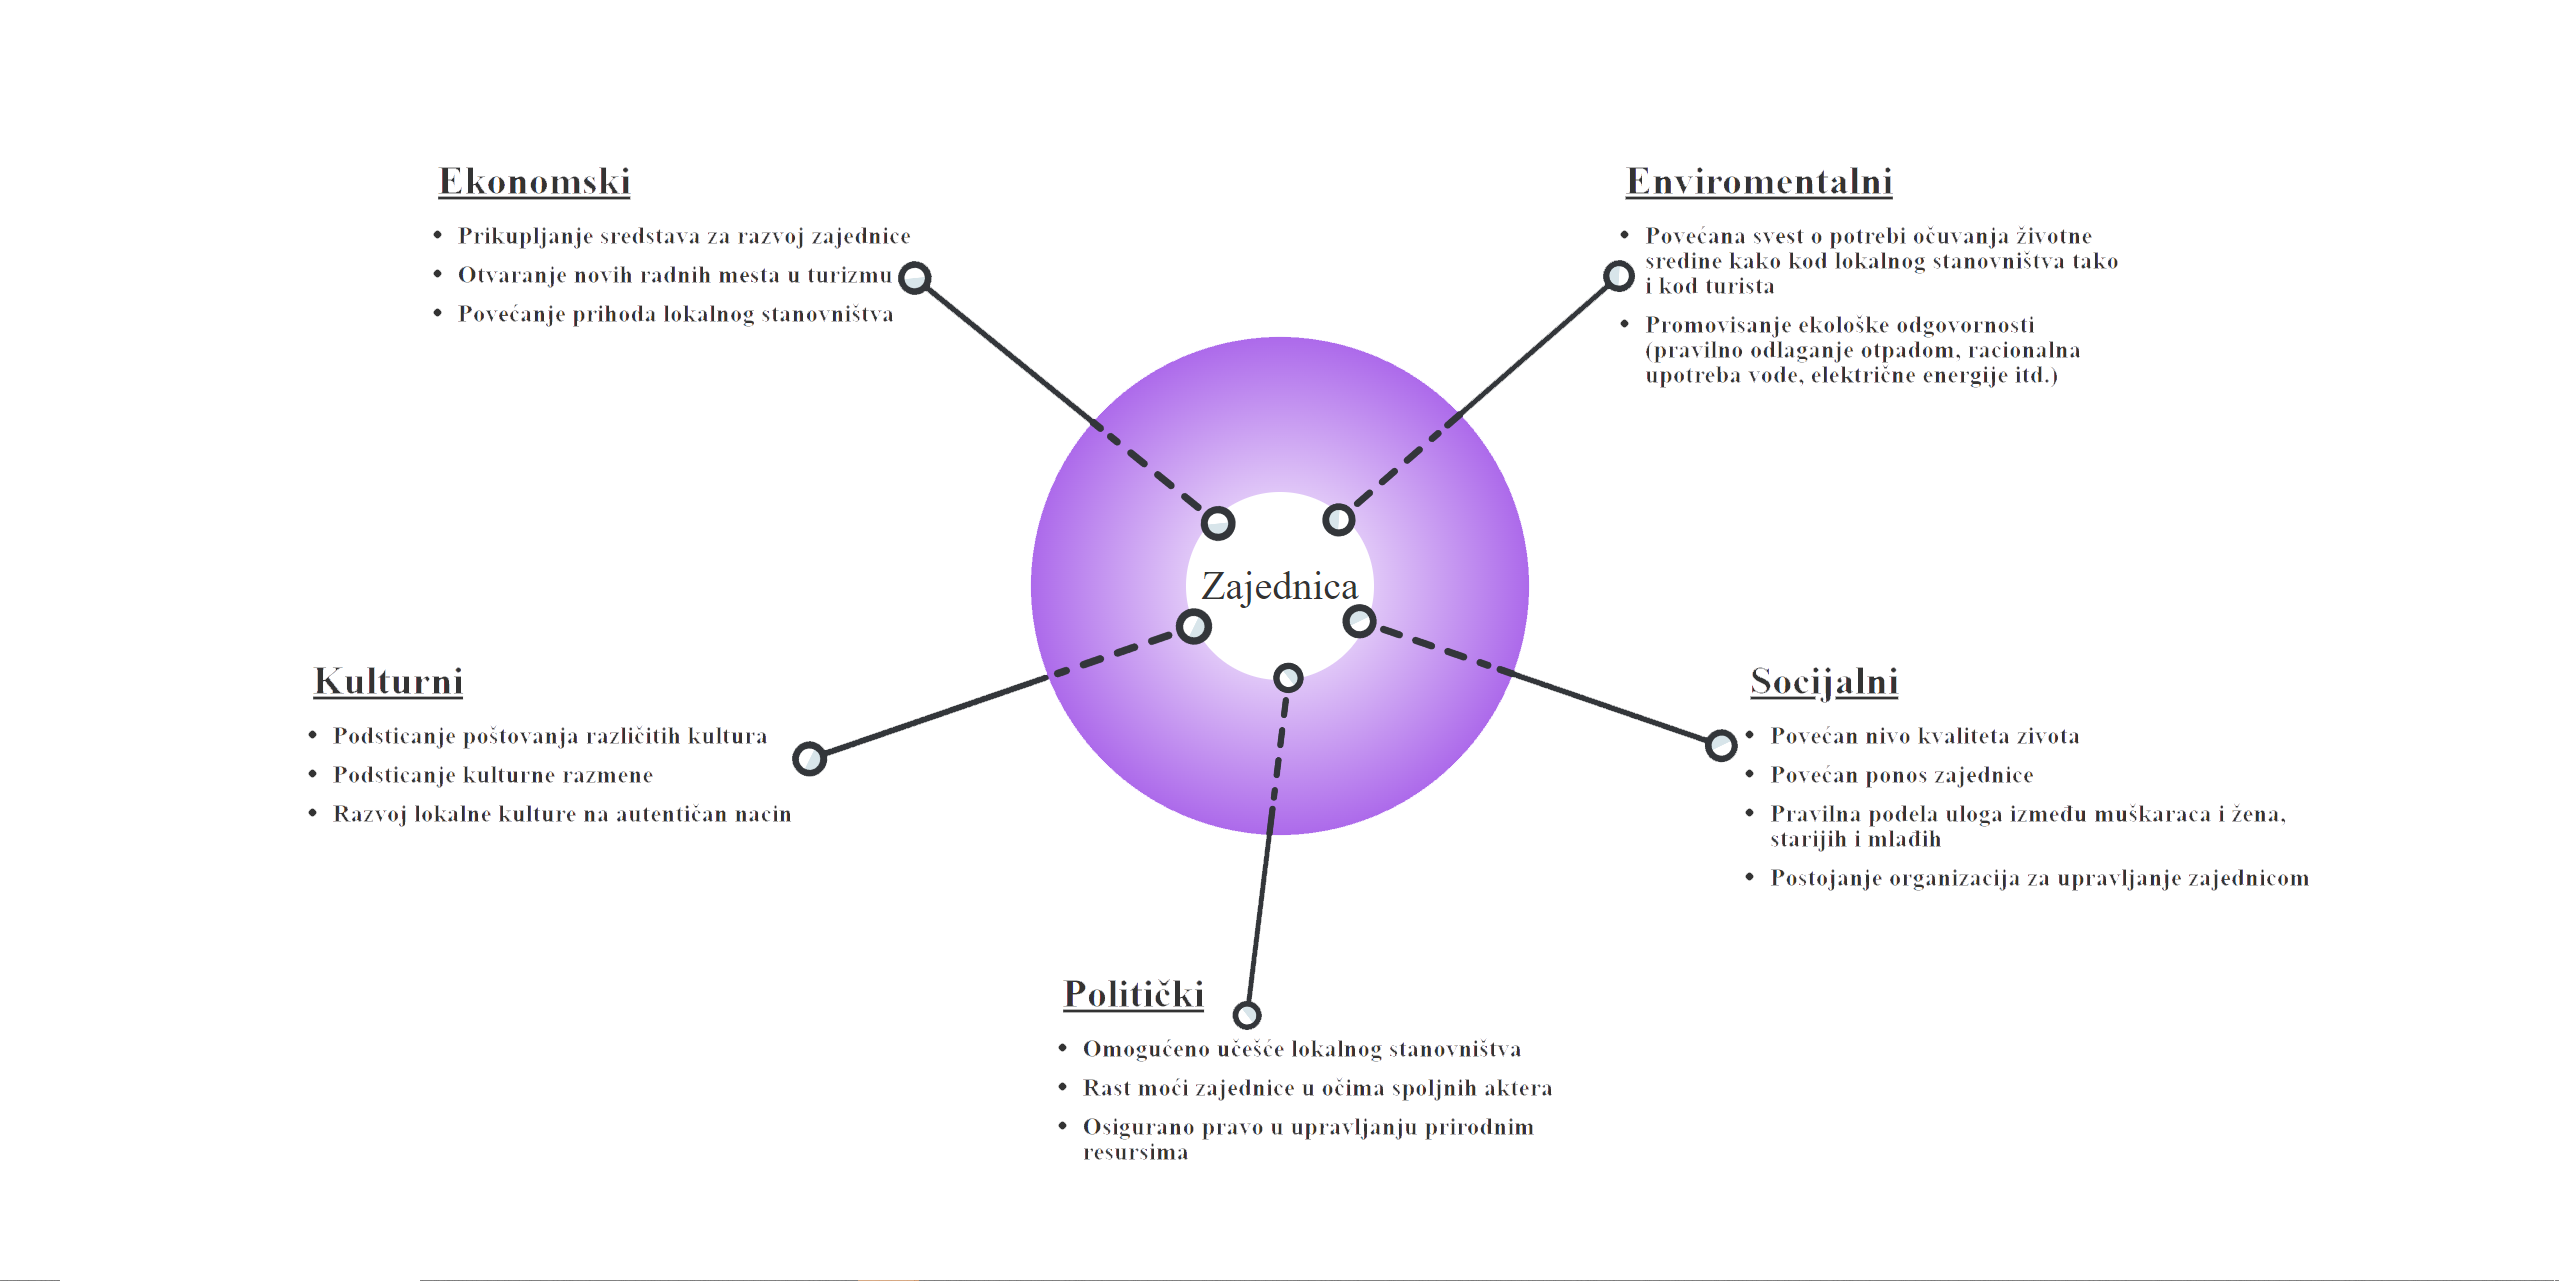 Ekonomski
• Prikupljanje sredstava za razvoj zajednice
• Otvaranje novih radnih mesta u turizmu
• Povećanje prihoda lokalnog stanovništva
Enviromentalni
• Povećana svest o potrebi očuvanja životne
sredine kako kod lokalnog stanovništva tako
i kod turista
• Promovisanje ekološke odgovornosti
(pravilno odlaganje otpadom, racionalna
upotreba vode, električne energije itd.)
Zajednica
Kulturni
• Podsticanje poštovanja različitih kultura
• Podsticanje kulturne razmene
• Razvoj lokalne kulture na autentičan nacin
Socijalni
• Povećan nivo kvaliteta zivota
• Povećan ponos zajednice
• Pravilna podela uloga između muškaraca i žena,
starijih i mlađih
• Postojanje organizacija za upravljanje zajednicom
Politički
• Omogućeno učešće lokalnog stanovništva
• Rast moći zajednice u očima spoljnih aktera
• Osigurano pravo u upravljanju prirodnim
resursima